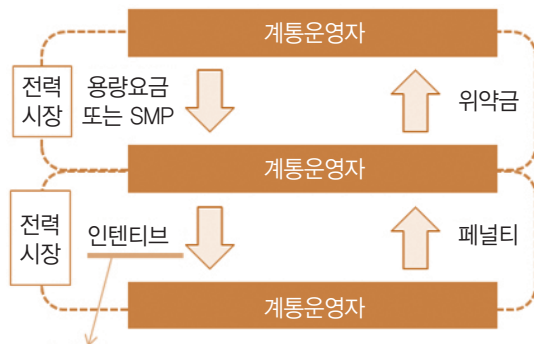 계통운영자
전력
시장
용량요금
또는 SMP
위약금
계통운영자
전력
시장
인텐티브
페널티
계통운영자